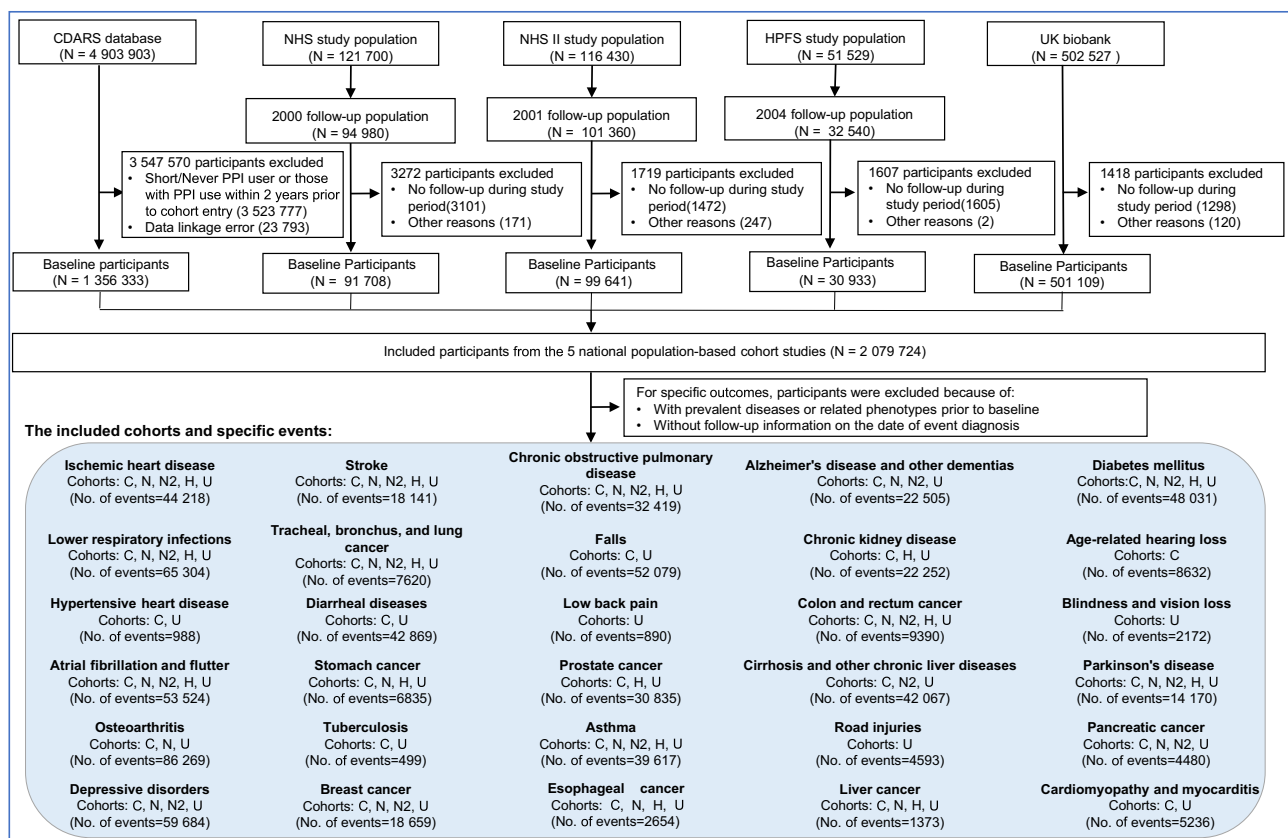 CDARS database
(N = 4 903 903)
NHS study population
(N = 121 700)
NHS II study population
(N = 116 430)
HPFS study population
(N = 51 529)
UK biobank
(N = 502 527 )
2000 follow-up population
(N = 94 980)
2001 follow-up population
(N = 101 360)
2004 follow-up population
(N = 32 540)
3 547 570 participants excluded
• Short/Never PPI user or those
with PPI use within 2 years prior
to cohort entry (3 523 777)
• Data linkage error (23 793)
3272 participants excluded
• No follow-up during study
period(3101)
• Other reasons (171)
1719 participants excluded
• No follow-up during study
period(1472)
• Other reasons (247)
1607 participants excluded
• No follow-up during
study period(1605)
• Other reasons (2)
1418 participants excluded
• No follow-up during
study period (1298)
• Other reasons (120)
Baseline participants
(N = 1 356 333)
Baseline Participants
(N = 91 708)
Baseline Participants
(N = 99 641)
Baseline Participants
(N = 30 933)
Baseline Participants
(N = 501 109)
Included participants from the 5 national population-based cohort studies (N = 2 079 724)
For specific outcomes, participants were excluded because of:
• With prevalent diseases or related phenotypes prior to baseline
• Without follow-up information on the date of event diagnosis
The included cohorts and specific events:
Ischemic heart disease
Cohorts: C, N, N2, H, U
(No. of events=44 218)
Stroke
Cohorts: C, N, N2, H, U
(No. of events=18 141)
Chronic obstructive pulmonary
disease
Cohorts: C, N, N2, H, U
(No. of events=32 419)
Alzheimer's disease and other dementias
Cohorts: C, N, N2, U
(No. of events=22 505)
Diabetes mellitus
Cohorts:C, N, N2, H, U
(No. of events=48 031)
Lower respiratory infections
Cohorts: C, N, N2, H, U
(No. of events=65 304)
Tracheal, bronchus, and lung
cancer
Cohorts: C, N, N2, H, U
(No. of events=7620)
Falls
Cohorts: C, U
(No. of events=52 079)
Chronic kidney disease
Cohorts: C, H, U
(No. of events=22 252)
Age-related hearing loss
Cohorts: C
(No. of events=8632)
Hypertensive heart disease
Cohorts: C, U
(No. of events=988)
Diarrheal diseases
Cohorts: C, U
(No. of events=42 869)
Low back pain
Cohorts: U
(No. of events=890)
Colon and rectum cancer
Cohorts: C, N, N2, H, U
(No. of events=9390)
Blindness and vision loss
Cohorts: U
(No. of events=2172)
Atrial fibrillation and flutter
Cohorts: C, N, N2, H, U
(No. of events=53 524)
Stomach cancer
Cohorts: C, N, H, U
(No. of events=6835)
Prostate cancer
Cohorts: C, H, U
(No. of events=30 835)
Cirrhosis and other chronic liver diseases
Cohorts: C, N2, U
(No. of events=42 067)
Parkinson's disease
Cohorts: C, N, N2, H, U
(No. of events=14 170)
Osteoarthritis
Cohorts: C, N, U
(No. of events=86 269)
Tuberculosis
Cohorts: C, U
(No. of events=499)
Asthma
Cohorts: C, N, N2, H, U
(No. of events=39 617)
Road injuries
Cohorts: U
(No. of events=4593)
Pancreatic cancer
Cohorts: C, N, N2, U
(No. of events=4480)
Depressive disorders
Cohorts: C, N, N2, U
(No. of events=59 684)
Breast cancer
Cohorts: C, N, N2, U
(No. of events=18 659)
Esophageal cancer
Cohorts: C, N, H, U
(No. of events=2654)
Liver cancer
Cohorts: C, N, H, U
(No. of events=1373)
Cardiomyopathy and myocarditis
Cohorts: C, U
(No. of events=5236)